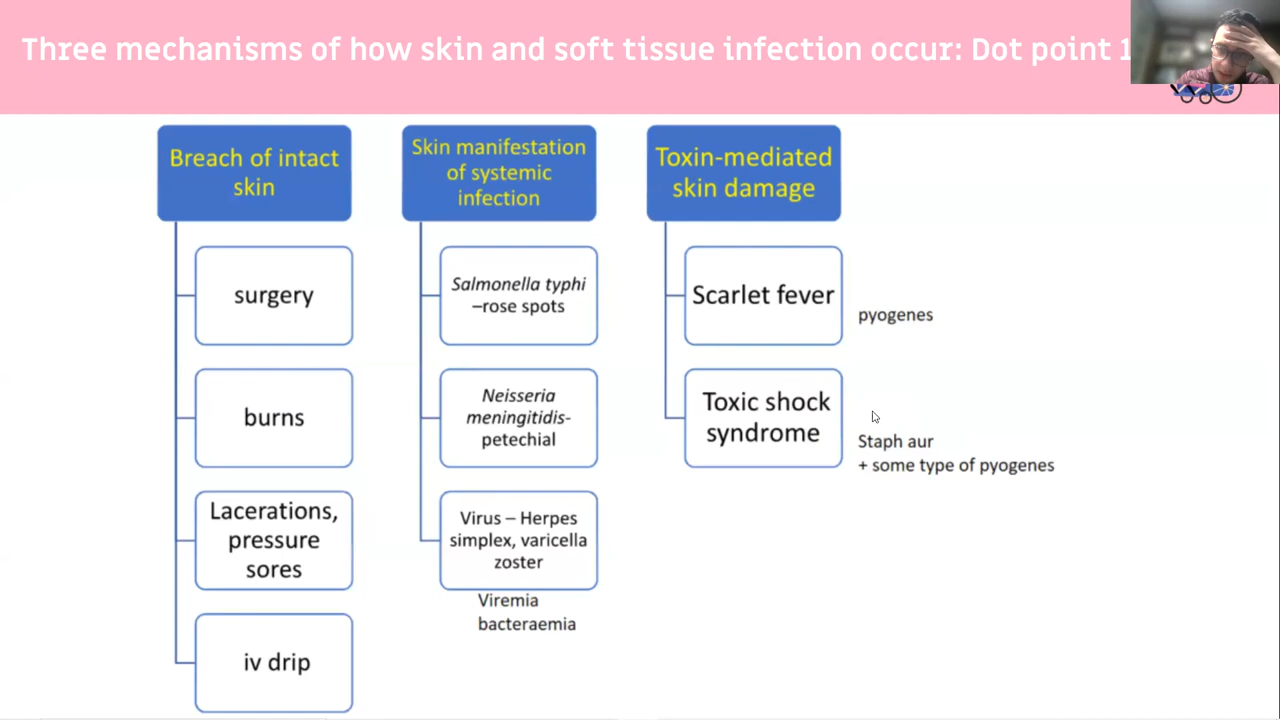 Three mechanisms of how skin and soft tissue infection occur: Dot point 1
Breach of intact
skin
surgery
burns
Lacerations,
pressure
sores
iv drip
Skin manifestation
of systemic
infection
Salmonella typhi
–rose spots
Neisseria
meningitidis-
petechial
Virus – Herpes
simplex, varicella
zoster
Viremia
bacteraemia
Toxin-mediated
skin damage
Scarlet fever
pyogenes
Toxic shock
syndrome
Staph aur
+ some type of pyogenes